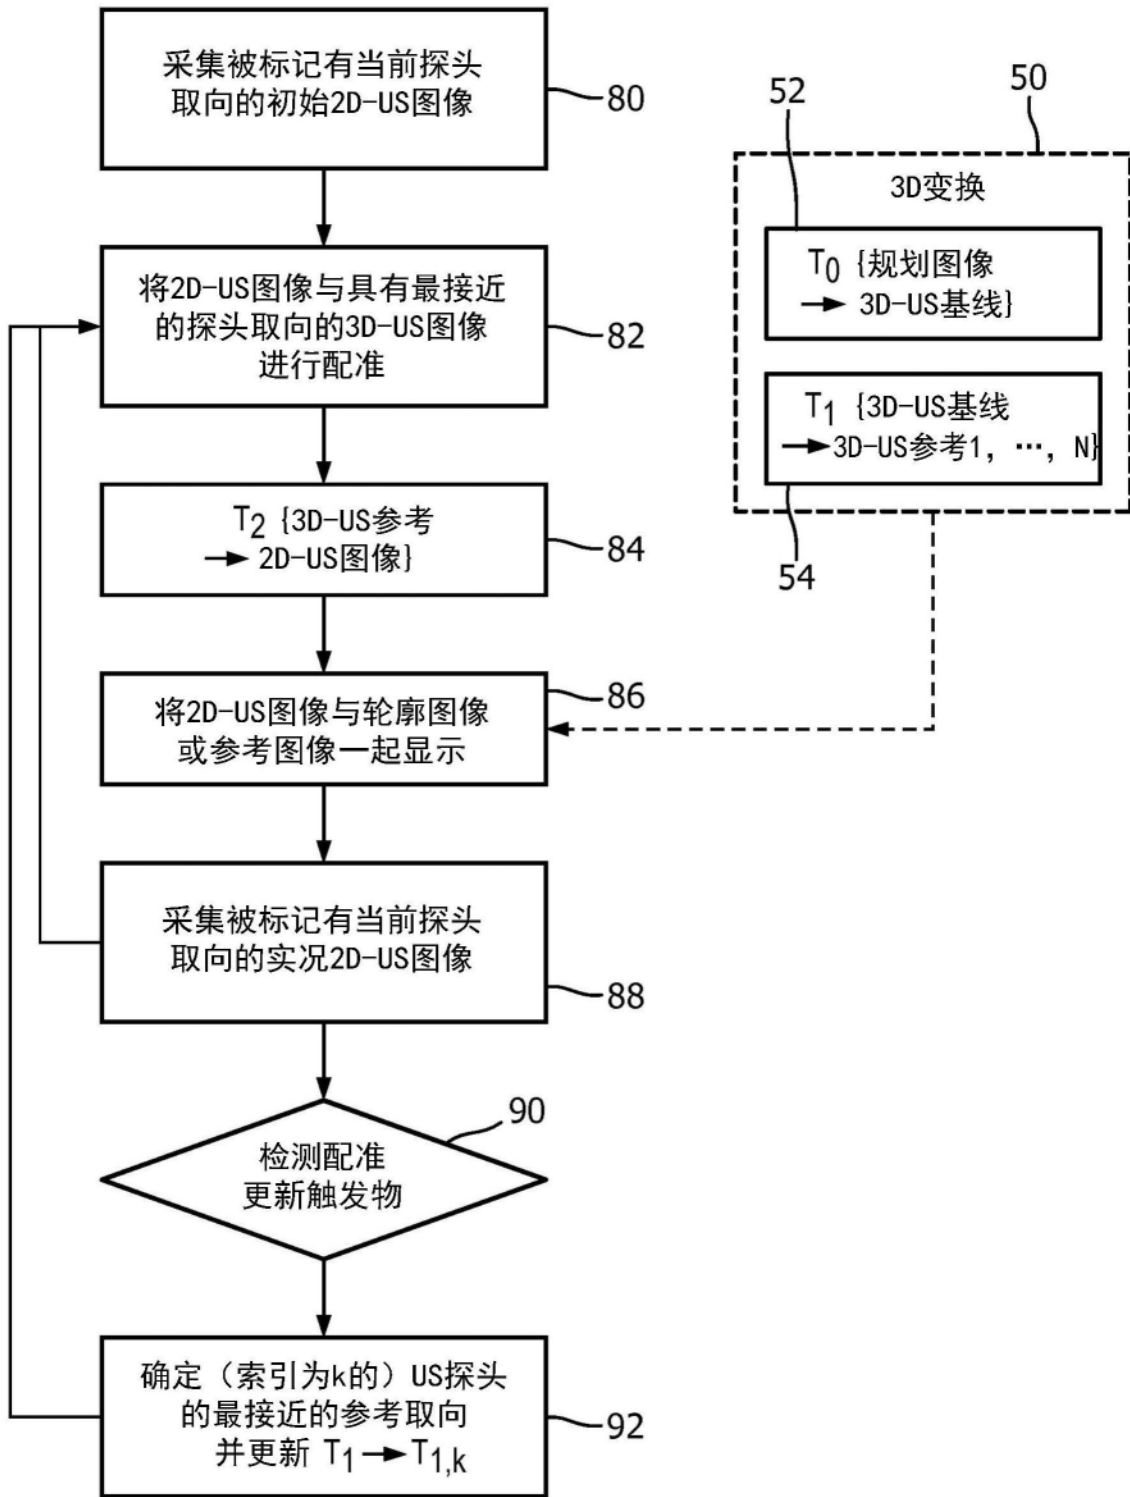 采集被标记有当前探头
取向的初始2D-US图像
80
将2D-US图像与具有最接近
的探头取向的3D-US图像
进行配准
82
T2 {3D-US参考
→ 2D-US图像}
84
将2D-US图像与轮廓图像
或参考图像一起显示
86
采集被标记有当前探头
取向的实况2D-US图像
88
检测配准
更新触发物
90
确定（索引为k的）US探头
的最接近的参考取向
并更新 T1→T1,k
92
50
52
3D变换
T0 {规划图像
→ 3D-US基线}
T1 {3D-US基线
→3D-US参考1, …, N}
54